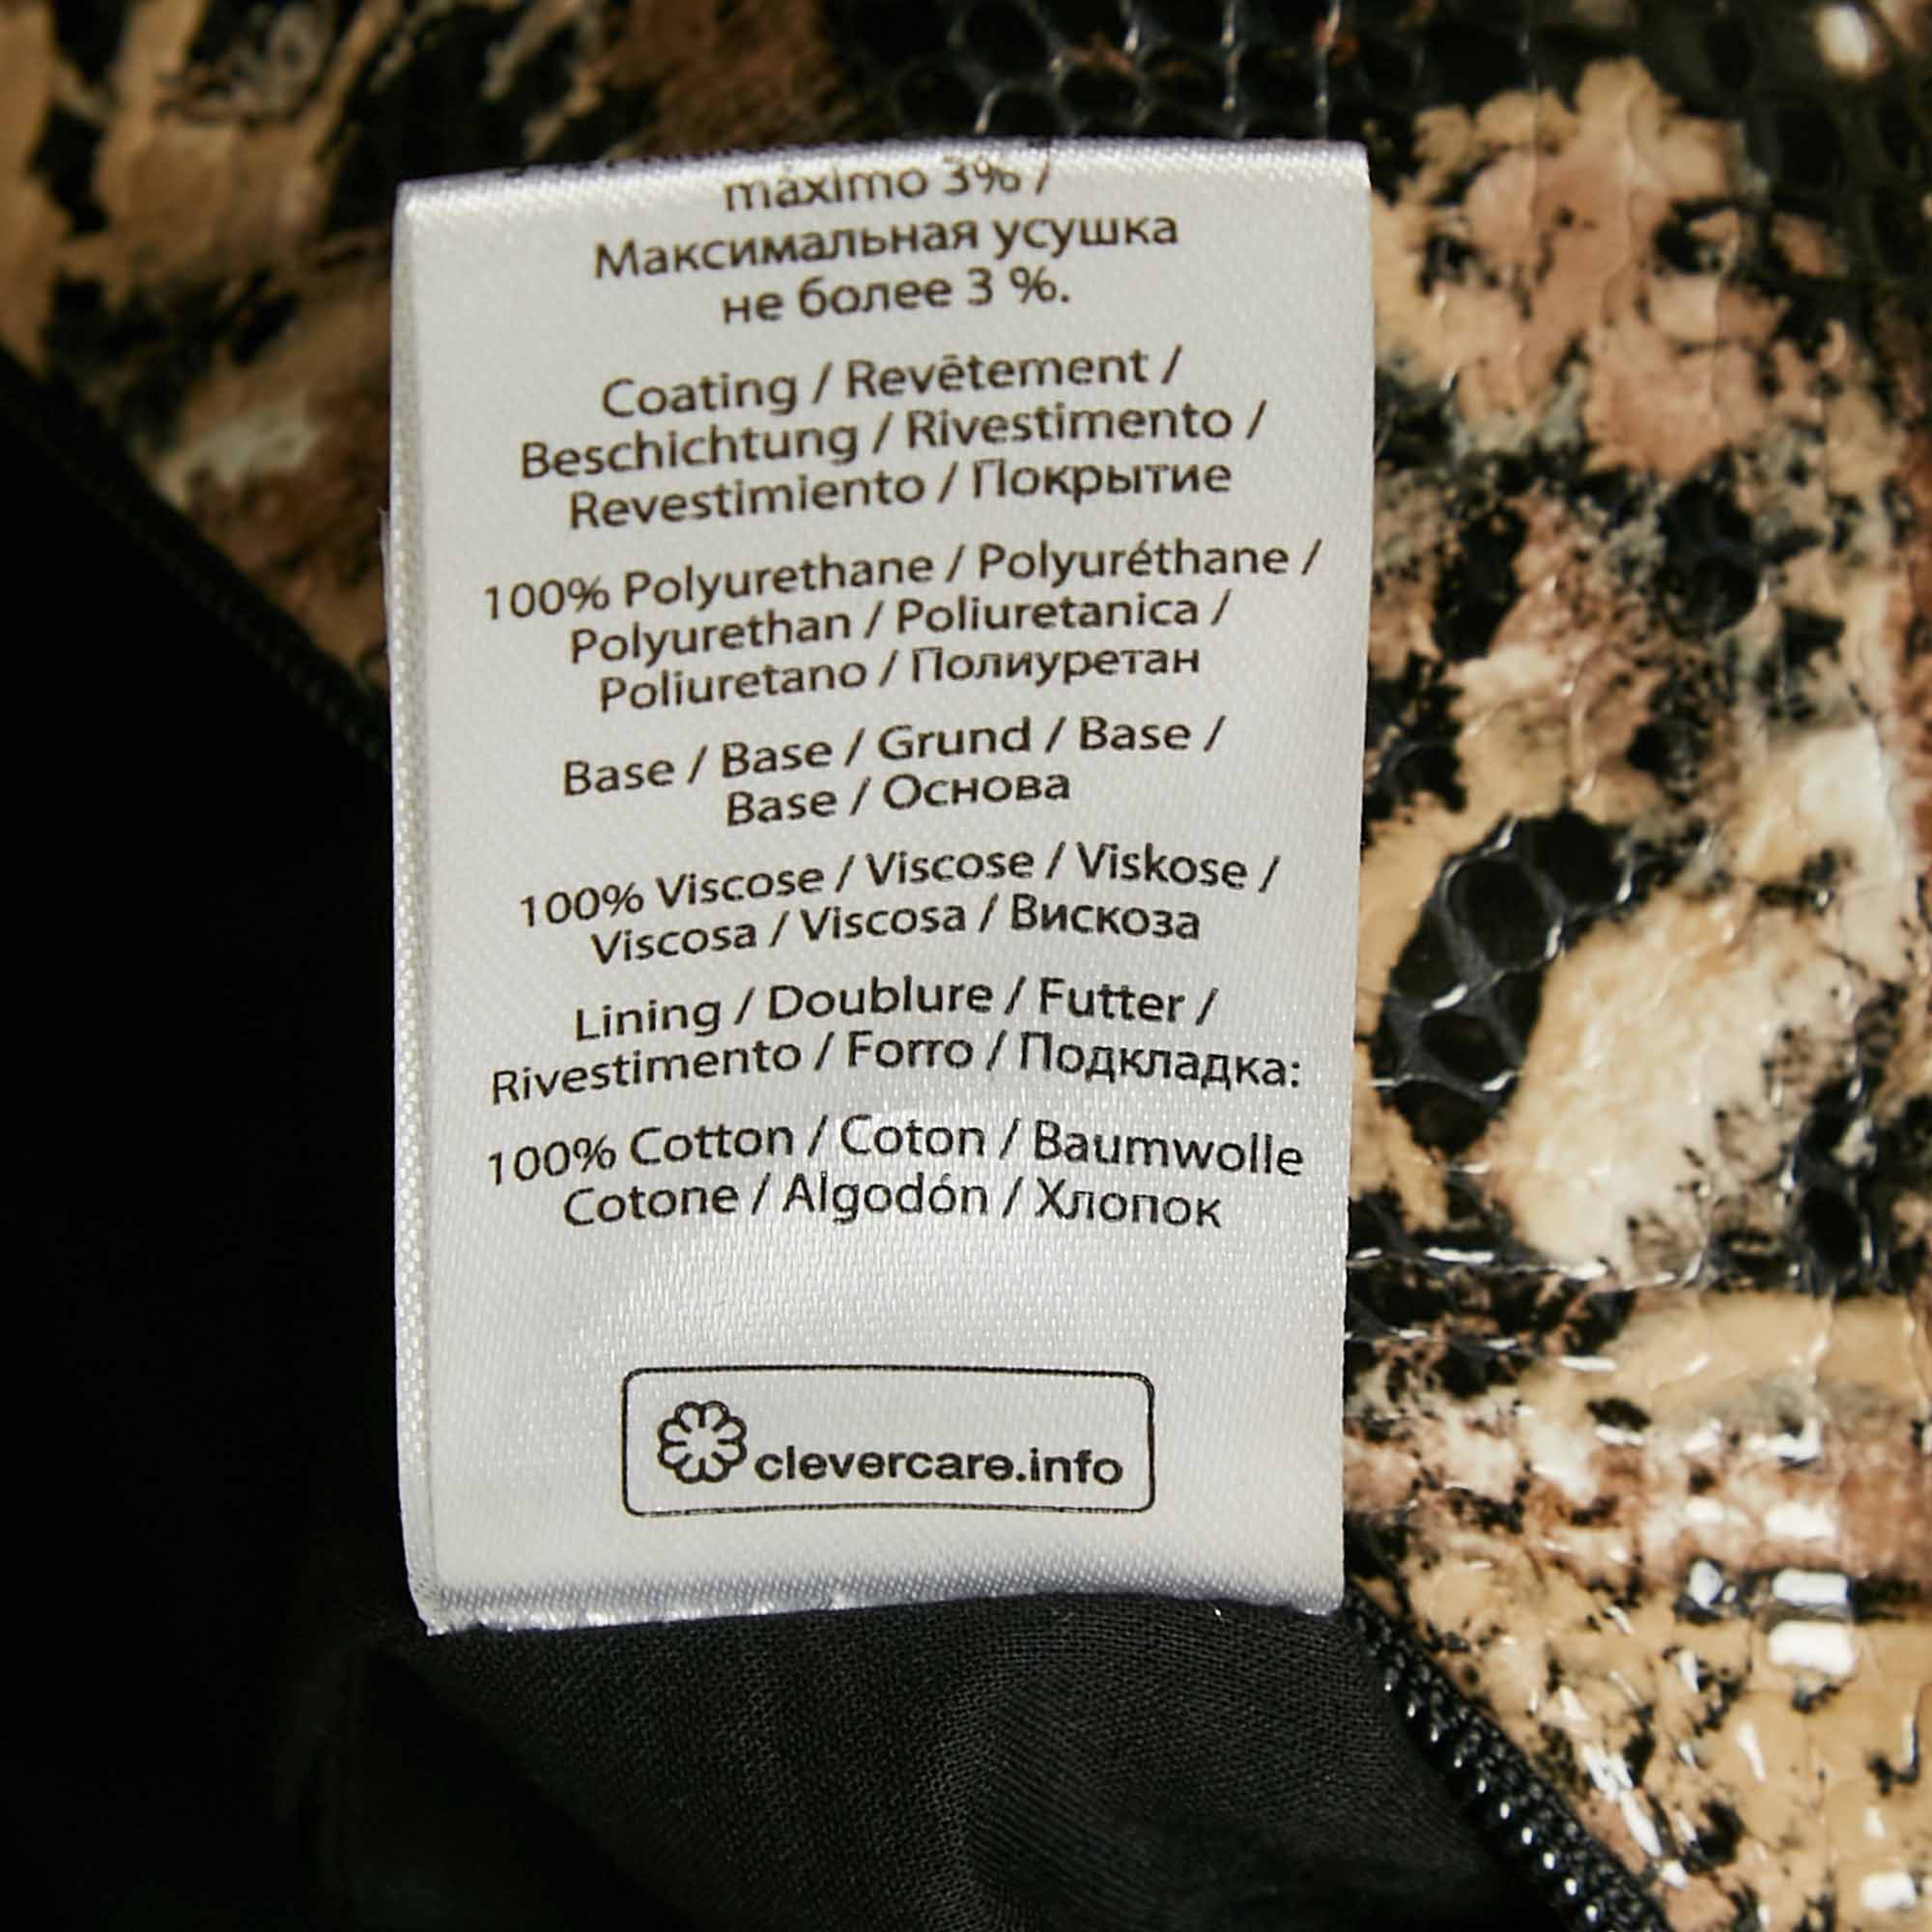 máximo 3% /
Максимальная усушка
не более 3 %.
Coating / Revêtement /
Beschichtung / Rivestimento /
Revestimiento / Покрытие
100% Polyurethane / Polyuréthane /
Polyurethan / Poliuretanica /
Poliuretano / Полиуретан
Base / Base / Grund / Base /
Base / Основа
100% Viscose / Viscose / Viskose /
Viscosa / Viscosa / Вискоза
Lining / Doublure / Futter /
Rivestimento / Forro / Подкладка:
100% Cotton / Coton / Baumwolle
Cotone / Algodón / Хлопок
clevercare.info